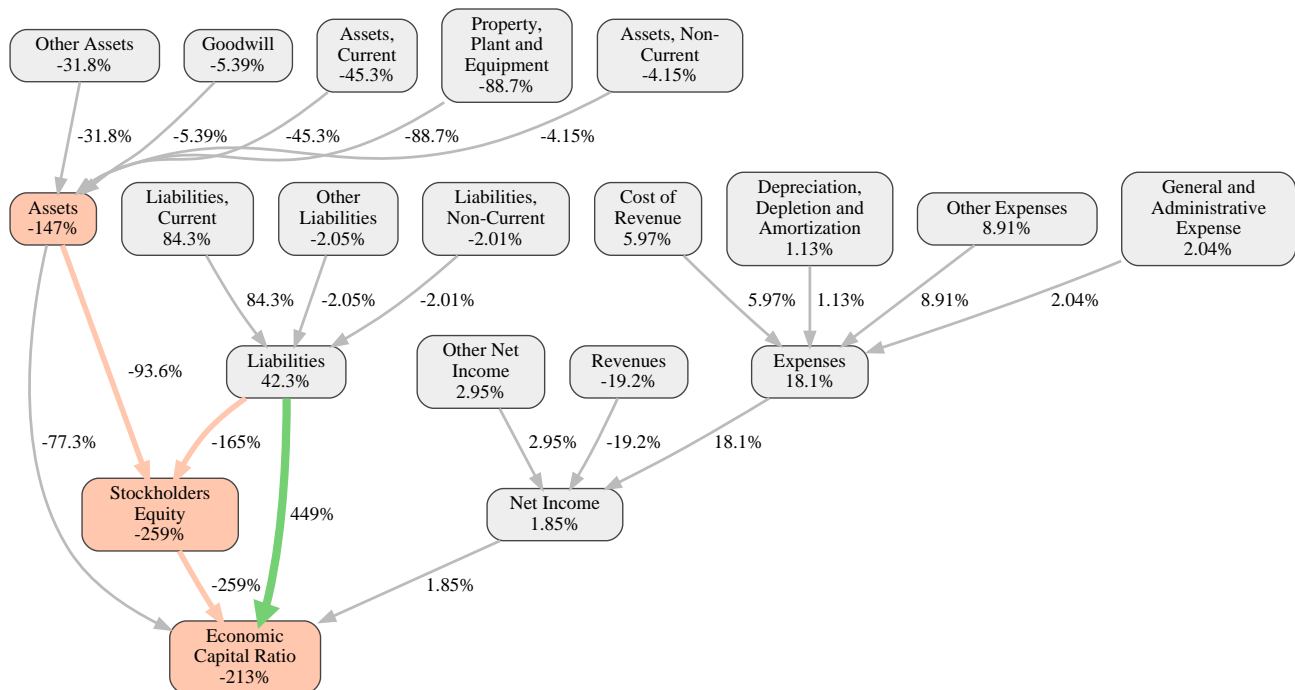 Other Assets
-31.8%
Goodwill
-5.39%
Assets,
Current
-45.3%
Property,
Plant and
Equipment
-88.7%
Assets, Non-
Current
-4.15%
-31.8%
-5.39%
-45.3%
-88.7%
-4.15%
Assets
-147%
Liabilities,
Current
84.3%
Other
Liabilities
-2.05%
Liabilities,
Non-Current
-2.01%
Cost of
Revenue
5.97%
Depreciation,
Depletion and
Amortization
1.13%
Other Expenses
8.91%
General and
Administrative
Expense
2.04%
84.3%
-2.05%
-2.01%
5.97%
1.13%
8.91%
2.04%
-93.6%
Liabilities
42.3%
Other Net
Income
2.95%
Revenues
-19.2%
Expenses
18.1%
-77.3%
-165%
2.95%
-19.2%
18.1%
Stockholders
Equity
-259%
449%
Net Income
1.85%
-259%
1.85%
Economic
Capital Ratio
-213%